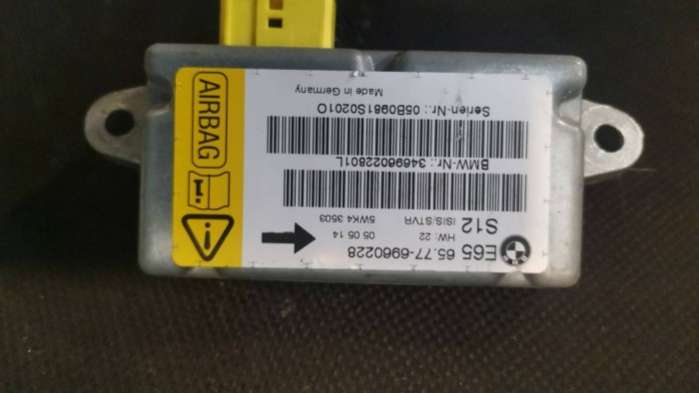 E65 65.77-6960228
HW: 22 05 05 14
S12 ISIS/STVR 5WK4 3503
BMW-Nr.: 34696022801L
Serien-Nr.: 05B0981S0201O
Made in Germany
AIRBAG